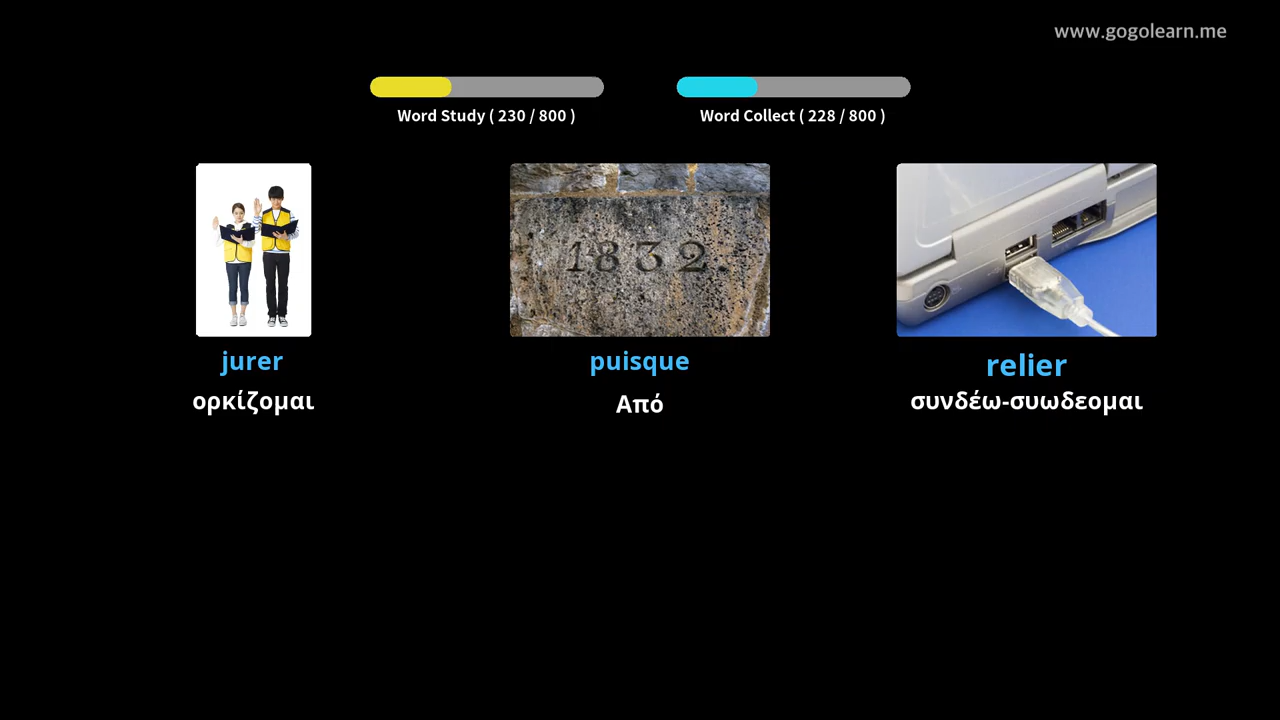 www.gogolearn.me
Word Study ( 230 / 800 )
Word Collect ( 228 / 800 )
1832.
jurer
puisque
relier
ορκίζομαι
Από
συνδέω-συωδεομαι